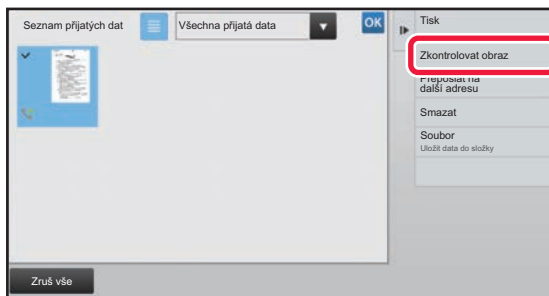 Seznam přijatých dat
Všechna přijatá data
OK
Tisk
Zkontrolovat obraz
Přeposlat na
další adresu
Smazat
Soubor
Uložit data do složky
Zruš vše